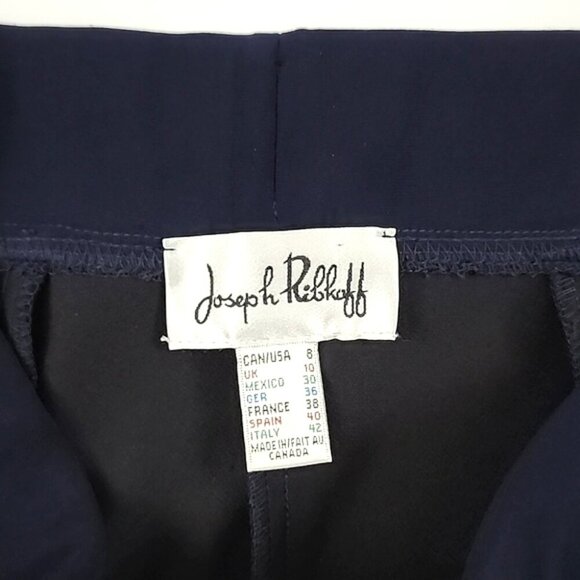 Joseph Ribkoff
CAN/USA 8
UK 10
MEXICO 30
GER 36
FRANCE 38
SPAIN 40
ITALY 42
MADE IN/FAIT AU
CANADA